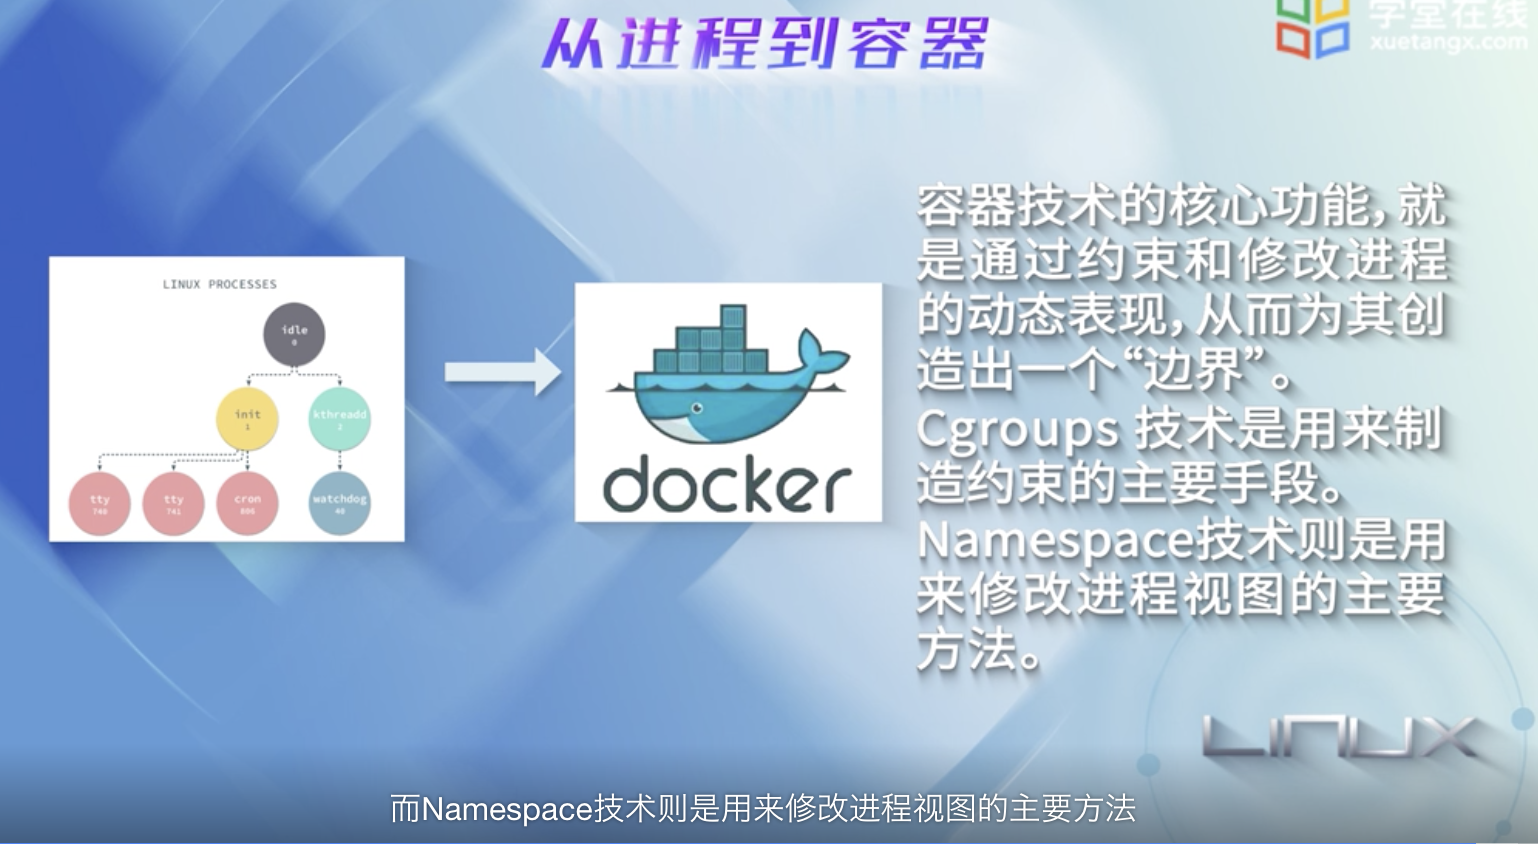 从进程到容器
学堂在线
xuetangx.com
LINUX PROCESSES
idle
0
init
1
kthreadd
2
tty
740
tty
741
cron
806
watchdog
40
docker
容器技术的核心功能，就
是通过约束和修改进程
的动态表现，从而为其创
造出一个“边界”。
Cgroups 技术是用来制
造约束的主要手段。
Namespace技术则是用
来修改进程视图的主要
方法。
LINUX
而Namespace技术则是用来修改进程视图的主要方法